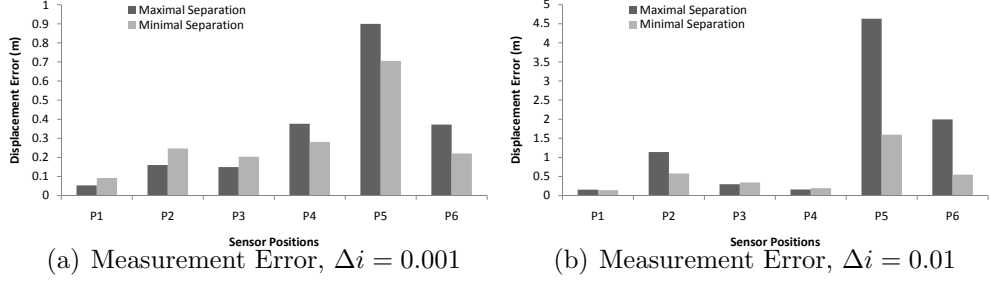 Displacement Error (m)
1
0.9
0.8
0.7
0.6
0.5
0.4
0.3
0.2
0.1
0
Maximal Separation
Minimal Separation
P1 P2 P3 P4 P5 P6
Sensor Positions
(a) Measurement Error, Δi = 0.001
Displacement Error (m)
5
4.5
4
3.5
3
2.5
2
1.5
1
0.5
0
Maximal Separation
Minimal Separation
P1 P2 P3 P4 P5 P6
Sensor Positions
(b) Measurement Error, Δi = 0.01